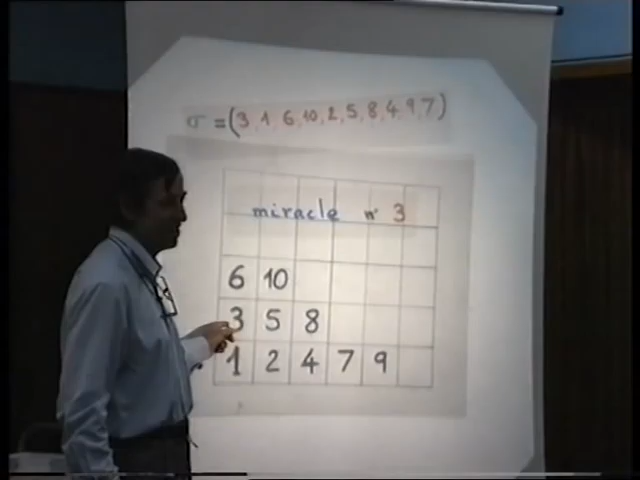 σ = (3, 1, 6, 10, 2, 5, 8, 4, 9, 7)
miracle n° 3
6 10
3 5 8
1 2 4 7 9